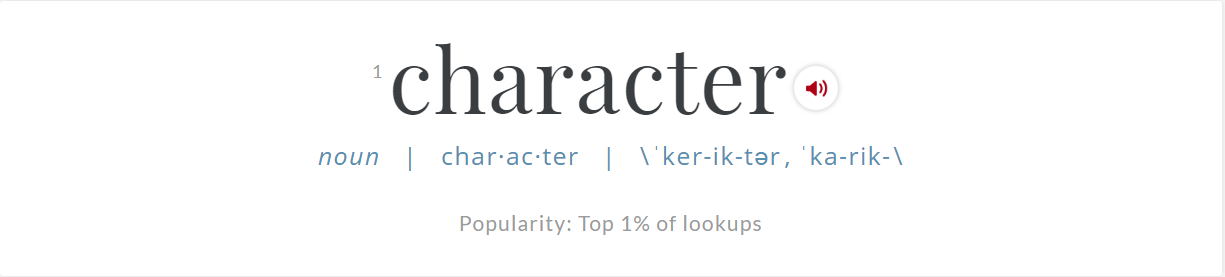 1 character
noun | char·ac·ter | \ ˈker-ik-tər , ˈka-rik- \
Popularity: Top 1% of lookups